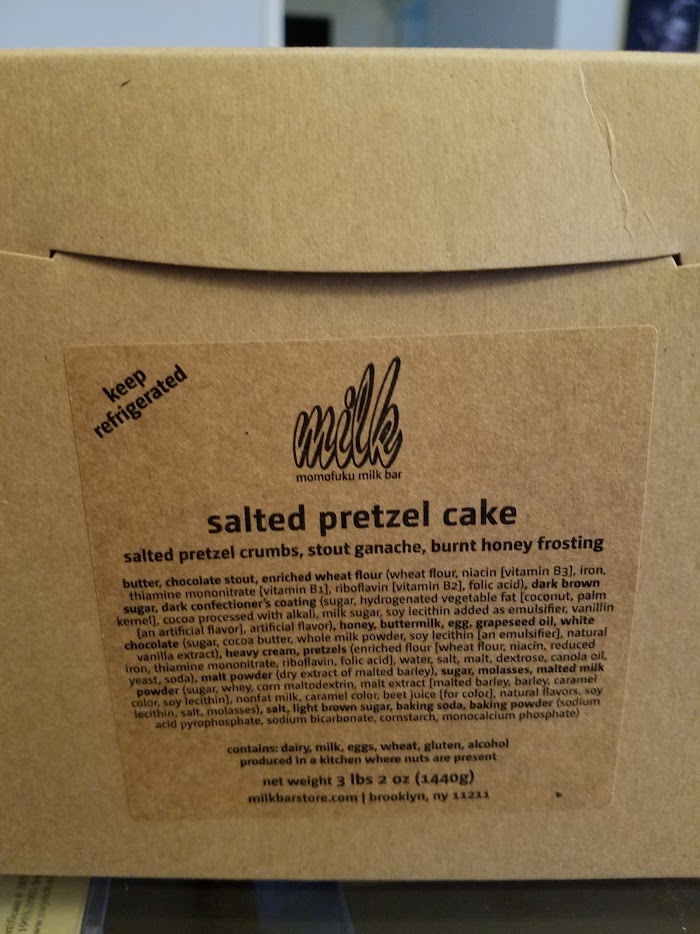 keep
refrigerated
milk
momofuku milk bar
salted pretzel cake
salted pretzel crumbs, stout ganache, burnt honey frosting
butter, chocolate stout, enriched wheat flour (wheat flour, niacin [vitamin B3], iron,
thiamine mononitrate [vitamin B1], riboflavin [vitamin B2], folic acid), dark brown
sugar, dark confectioner's coating (sugar, hydrogenated vegetable fat [coconut, palm
kernel], cocoa processed with alkali, milk sugar, soy lecithin added as emulsifier, vanillin
[an artificial flavor], artificial flavor), honey, buttermilk, egg, grapeseed oil, white
chocolate (sugar, cocoa butter, whole milk powder, soy lecithin [an emulsifier], natural
vanilla extract), heavy cream, pretzels (enriched flour [wheat flour, niacin, reduced
iron, thiamine mononitrate, riboflavin, folic acid], water, salt, malt, dextrose, canola oil,
yeast, soda), malt powder (dry extract of malted barley), sugar, molasses, malted milk
powder (sugar, whey, corn maltodextrin, malt extract [malted barley, barley, caramel
color, soy lecithin], nonfat milk, caramel color, beet juice [for color], natural flavors, soy
lecithin, salt, molasses), salt, light brown sugar, baking soda, baking powder (sodium
acid pyrophosphate, sodium bicarbonate, cornstarch, monocalcium phosphate)
contains: dairy, milk, eggs, wheat, gluten, alcohol
produced in a kitchen where nuts are present
net weight 3 lbs 2 oz (1440g)
milkbarstore.com | brooklyn, ny 11211